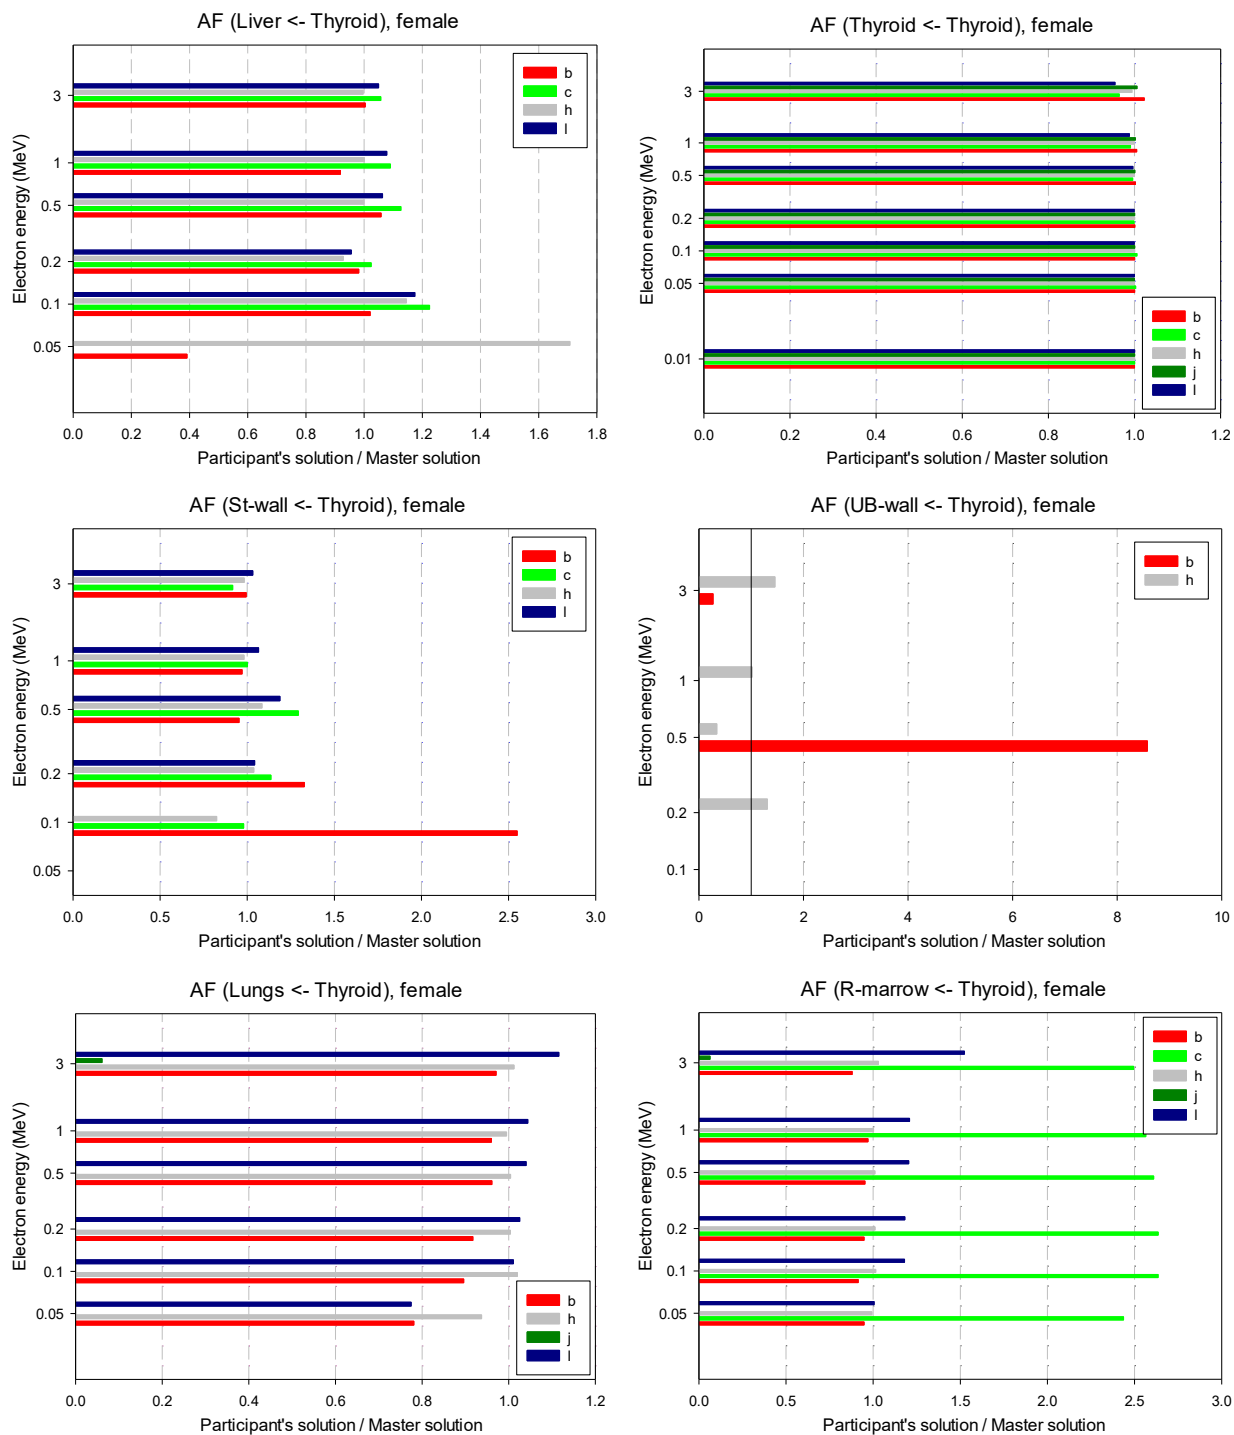 AF (Liver <- Thyroid), female
Electron energy (MeV)
3
1
0.5
0.2
0.1
0.05
b
c
h
l
0.0 0.2 0.4 0.6 0.8 1.0 1.2 1.4 1.6 1.8
Participant's solution / Master solution
AF (Thyroid <- Thyroid), female
Electron energy (MeV)
3
1
0.5
0.2
0.1
0.05
0.01
b
c
h
j
l
0.0 0.2 0.4 0.6 0.8 1.0 1.2
Participant's solution / Master solution
AF (St-wall <- Thyroid), female
Electron energy (MeV)
3
1
0.5
0.2
0.1
0.05
b
c
h
l
0.0 0.5 1.0 1.5 2.0 2.5 3.0
Participant's solution / Master solution
AF (UB-wall <- Thyroid), female
Electron energy (MeV)
3
1
0.5
0.2
0.1
b
h
0 2 4 6 8 10
Participant's solution / Master solution
AF (Lungs <- Thyroid), female
Electron energy (MeV)
3
1
0.5
0.2
0.1
0.05
b
h
j
l
0.0 0.2 0.4 0.6 0.8 1.0 1.2
Participant's solution / Master solution
AF (R-marrow <- Thyroid), female
Electron energy (MeV)
3
1
0.5
0.2
0.1
0.05
b
c
h
j
l
0.0 0.5 1.0 1.5 2.0 2.5 3.0
Participant's solution / Master solution